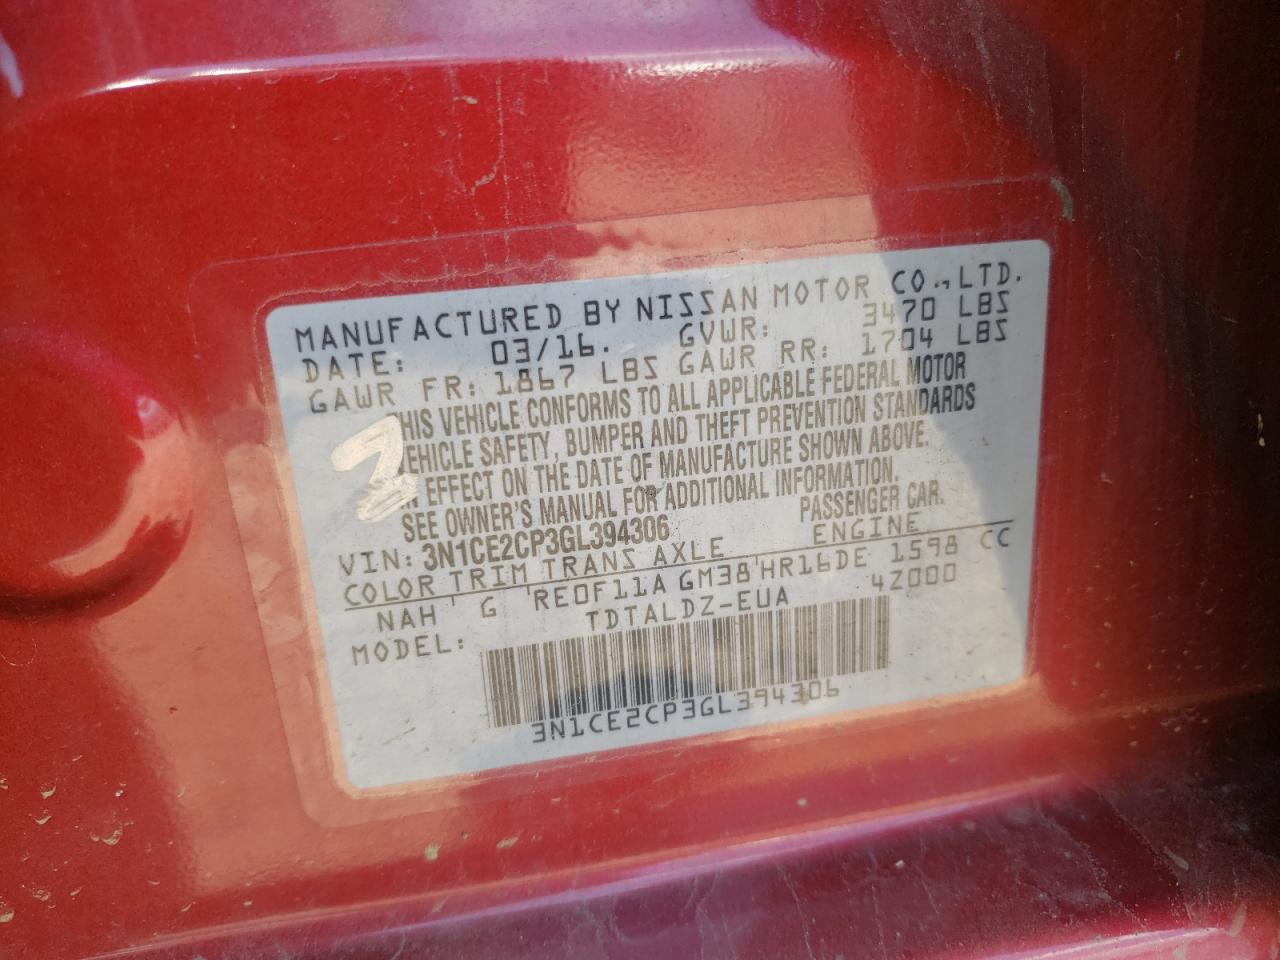 MANUFACTURED BY NISSAN MOTOR CO., LTD.
DATE: 03/16. GVWR: 3470 LBS
GAWR FR: 1867 LBS GAWR RR: 1704 LBS
THIS VEHICLE CONFORMS TO ALL APPLICABLE FEDERAL MOTOR
VEHICLE SAFETY, BUMPER AND THEFT PREVENTION STANDARDS
IN EFFECT ON THE DATE OF MANUFACTURE SHOWN ABOVE.
SEE OWNER'S MANUAL FOR ADDITIONAL INFORMATION.
VIN: 3N1CE2CP3GL394306 PASSENGER CAR.
COLOR TRIM TRANS AXLE ENGINE
NAH G RE0F11A GM38 HR16DE 1598 CC
MODEL: TDTALDZ-EUA 4Z000
3N1CE2CP3GL394306